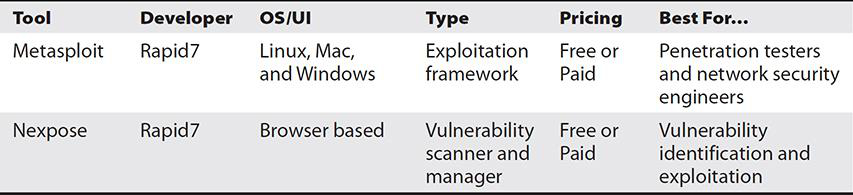 Tool Developer OS/UI Type Pricing Best For...
Metasploit Rapid7 Linux, Mac, Exploitation Free or Penetration testers
and Windows framework Paid and network security
engineers
Nexpose Rapid7 Browser based Vulnerability Free or Vulnerability
scanner and Paid identification and
manager exploitation